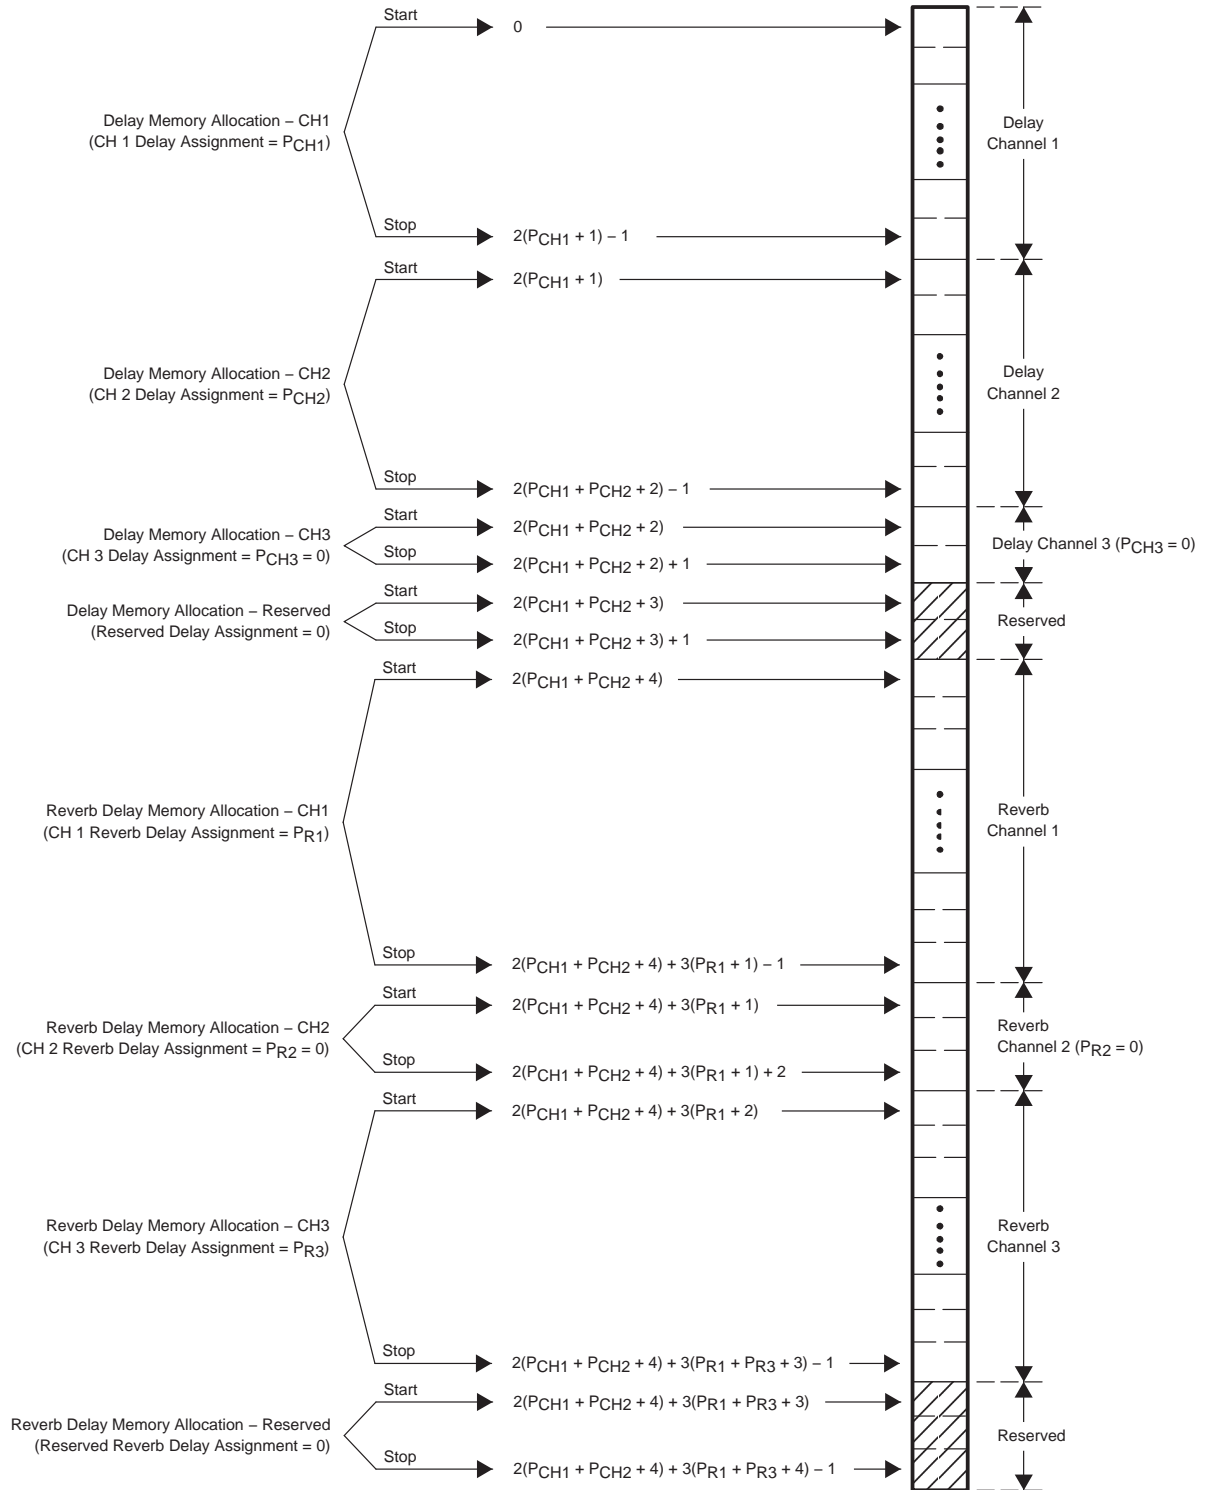 Start
0
Delay Memory Allocation – CH1
(CH 1 Delay Assignment = PCH1)
Delay
Channel 1
Stop
2(PCH1 + 1) – 1
Start
2(PCH1 + 1)
Delay Memory Allocation – CH2
(CH 2 Delay Assignment = PCH2)
Delay
Channel 2
Stop
2(PCH1 + PCH2 + 2) – 1
Start
2(PCH1 + PCH2 + 2)
Delay Memory Allocation – CH3
(CH 3 Delay Assignment = PCH3 = 0)
Delay Channel 3 (PCH3 = 0)
Stop
2(PCH1 + PCH2 + 2) + 1
Start
2(PCH1 + PCH2 + 3)
Delay Memory Allocation – Reserved
(Reserved Delay Assignment = 0)
Reserved
Stop
2(PCH1 + PCH2 + 3) + 1
Start
2(PCH1 + PCH2 + 4)
Reverb Delay Memory Allocation – CH1
(CH 1 Reverb Delay Assignment = PR1)
Reverb
Channel 1
Stop
2(PCH1 + PCH2 + 4) + 3(PR1 + 1) – 1
Start
2(PCH1 + PCH2 + 4) + 3(PR1 + 1)
Reverb Delay Memory Allocation – CH2
(CH 2 Reverb Delay Assignment = PR2 = 0)
Reverb
Channel 2 (PR2 = 0)
Stop
2(PCH1 + PCH2 + 4) + 3(PR1 + 1) + 2
Start
2(PCH1 + PCH2 + 4) + 3(PR1 + 2)
Reverb Delay Memory Allocation – CH3
(CH 3 Reverb Delay Assignment = PR3)
Reverb
Channel 3
Stop
2(PCH1 + PCH2 + 4) + 3(PR1 + PR3 + 3) – 1
Start
2(PCH1 + PCH2 + 4) + 3(PR1 + PR3 + 3)
Reverb Delay Memory Allocation – Reserved
(Reserved Reverb Delay Assignment = 0)
Reserved
Stop
2(PCH1 + PCH2 + 4) + 3(PR1 + PR3 + 4) – 1